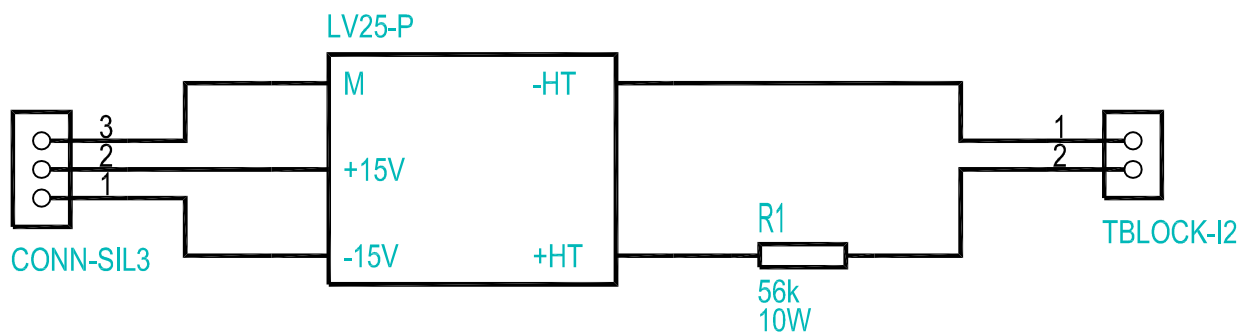 LV25-P
M
-HT
3
1
2
2
+15V
1
R1
TBLOCK-I2
CONN-SIL3
-15V
+HT
56k
10W